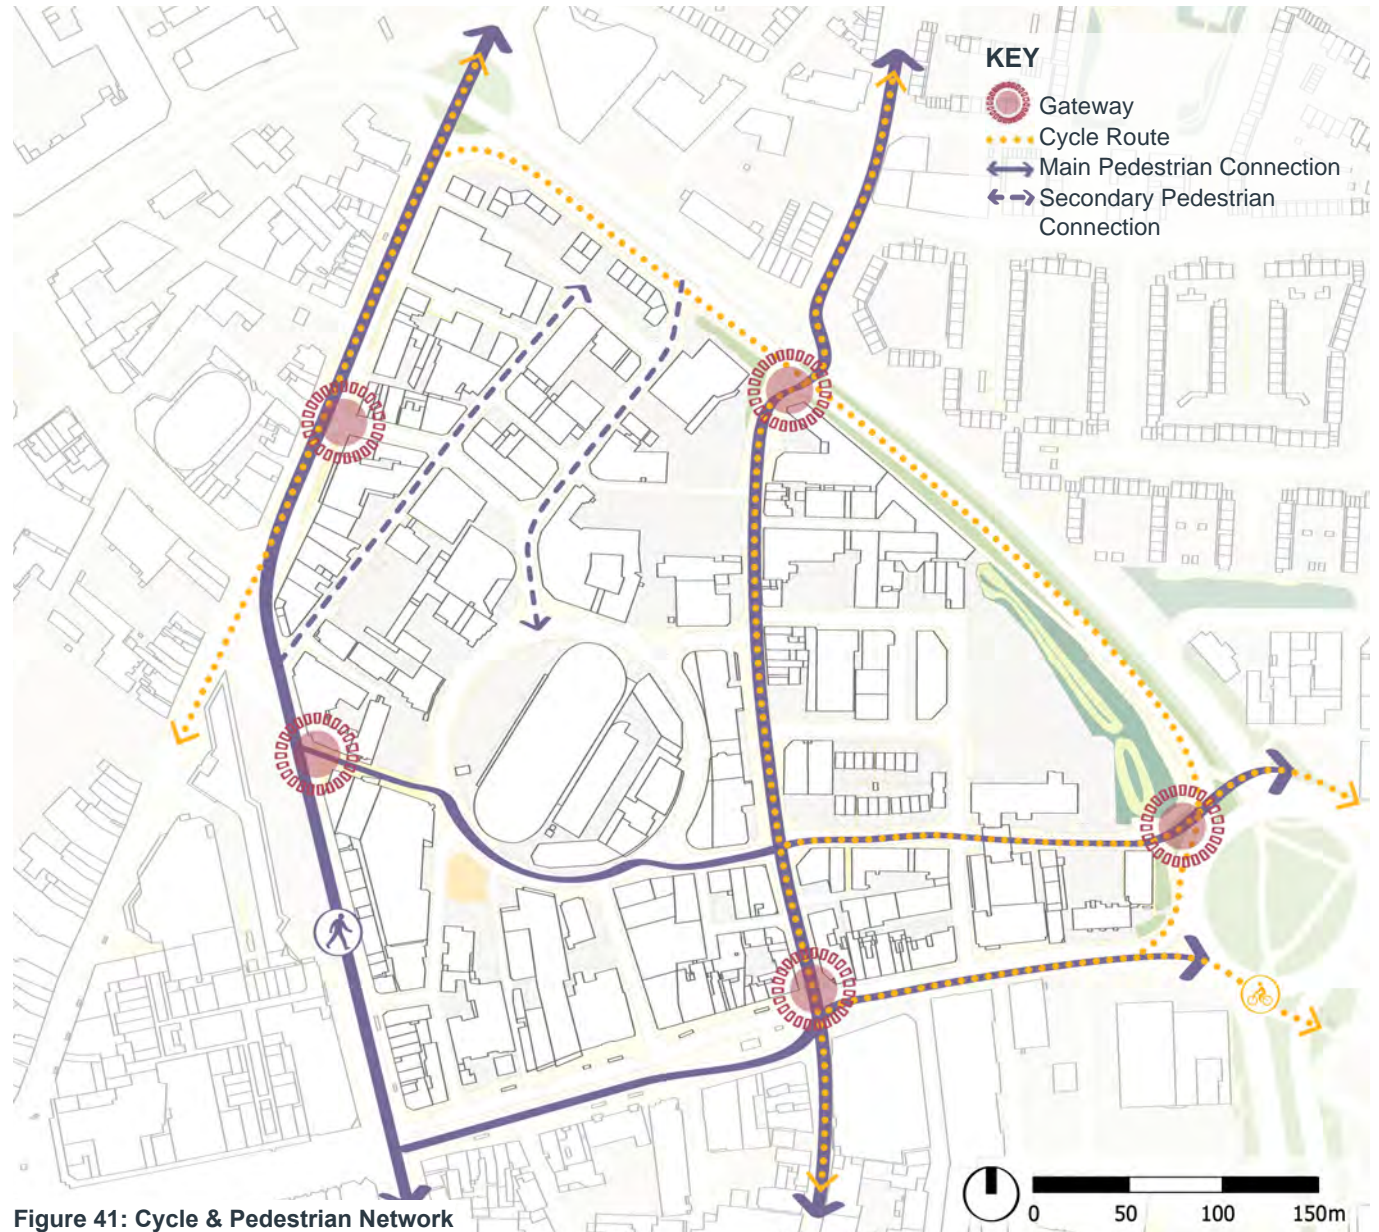 KEY
Gateway
Cycle Route
Main Pedestrian Connection
Secondary Pedestrian
Connection
0 50 100 150m
Figure 41: Cycle & Pedestrian Network